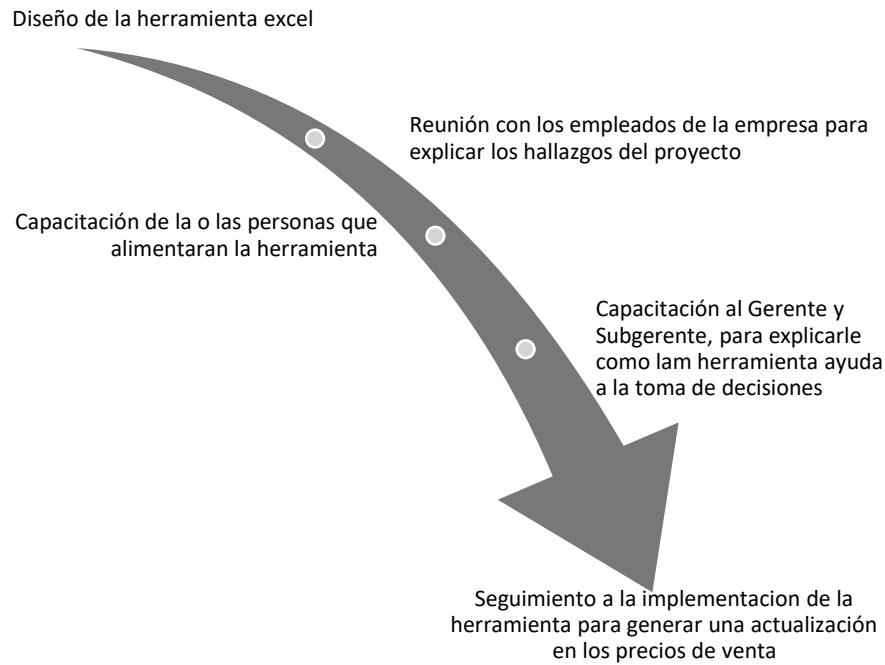 Diseño de la herramienta excel
Reunión con los empleados de la empresa para
explicar los hallazgos del proyecto
Capacitación de la o las personas que
alimentaran la herramienta
Capacitación al Gerente y
Subgerente, para explicarle
como lam herramienta ayuda
a la toma de decisiones
Seguimiento a la implementacion de la
herramienta para generar una actualización
en los precios de venta